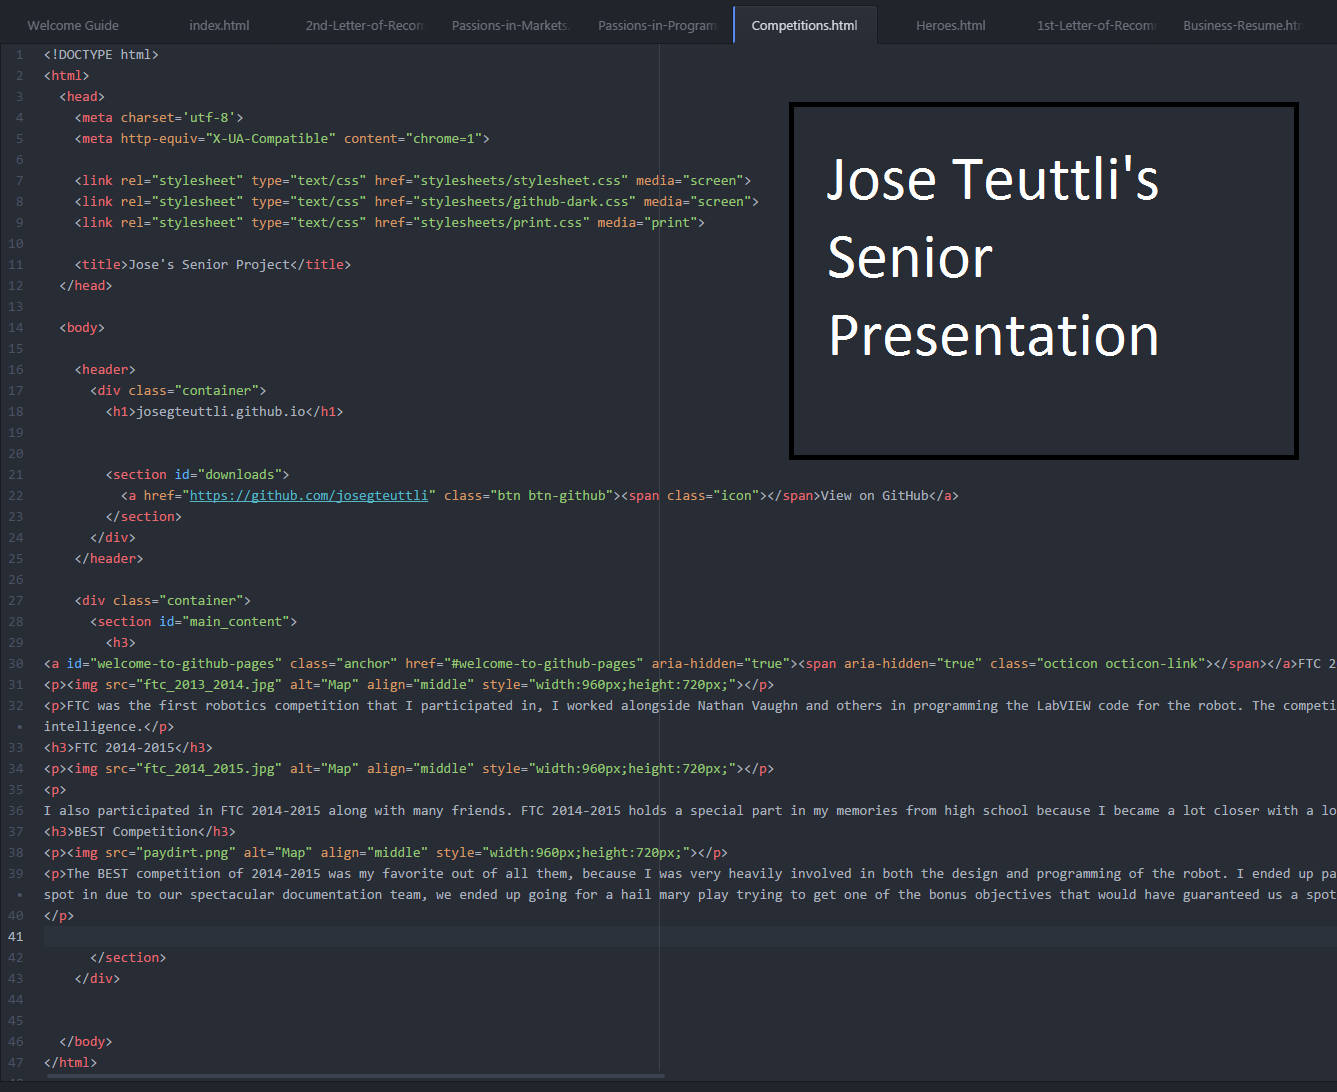 Welcome Guide
index.html
2nd-Letter-of-Recom
Passions-in-Markets.
Passions-in-Program
Competitions.html
Heroes.html
1st-Letter-of-Recom
Business-Resume.htm
1 <!DOCTYPE html>
2 <html>
3 <head>
4 <meta charset='utf-8'>
5 <meta http-equiv="X-UA-Compatible" content="chrome=1">
6
7 <link rel="stylesheet" type="text/css" href="stylesheets/stylesheet.css" media="screen">
8 <link rel="stylesheet" type="text/css" href="stylesheets/github-dark.css" media="screen">
9 <link rel="stylesheet" type="text/css" href="stylesheets/print.css" media="print">
10
11 <title>Jose's Senior Project</title>
12 </head>
13
14 <body>
15
16 <header>
17 <div class="container">
18 <h1>josegteuttli.github.io</h1>
19
20
21 <section id="downloads">
22 <a href="https://github.com/josegteuttli" class="btn btn-github"><span class="icon"></span>View on GitHub</a>
23 </section>
24 </div>
25 </header>
26
27 <div class="container">
28 <section id="main_content">
29 <h3>
30 <a id="welcome-to-github-pages" class="anchor" href="#welcome-to-github-pages" aria-hidden="true"><span aria-hidden="true" class="octicon octicon-link"></span></a>FTC 2
31 <p><img src="ftc_2013_2014.jpg" alt="Map" align="middle" style="width:960px;height:720px;"></p>
32 <p>FTC was the first robotics competition that I participated in, I worked alongside Nathan Vaughn and others in programming the LabVIEW code for the robot. The competi
• intelligence.</p>
33 <h3>FTC 2014-2015</h3>
34 <p><img src="ftc_2014_2015.jpg" alt="Map" align="middle" style="width:960px;height:720px;"></p>
35 <p>
36 I also participated in FTC 2014-2015 along with many friends. FTC 2014-2015 holds a special part in my memories from high school because I became a lot closer with a lo
37 <h3>BEST Competition</h3>
38 <p><img src="paydirt.png" alt="Map" align="middle" style="width:960px;height:720px;"></p>
39 <p>The BEST competition of 2014-2015 was my favorite out of all them, because I was very heavily involved in both the design and programming of the robot. I ended up pa
• spot in due to our spectacular documentation team, we ended up going for a hail mary play trying to get one of the bonus objectives that would have guaranteed us a spot
40 </p>
41
42 </section>
43 </div>
44
45
46 </body>
47 </html>
Jose Teuttli's
Senior
Presentation